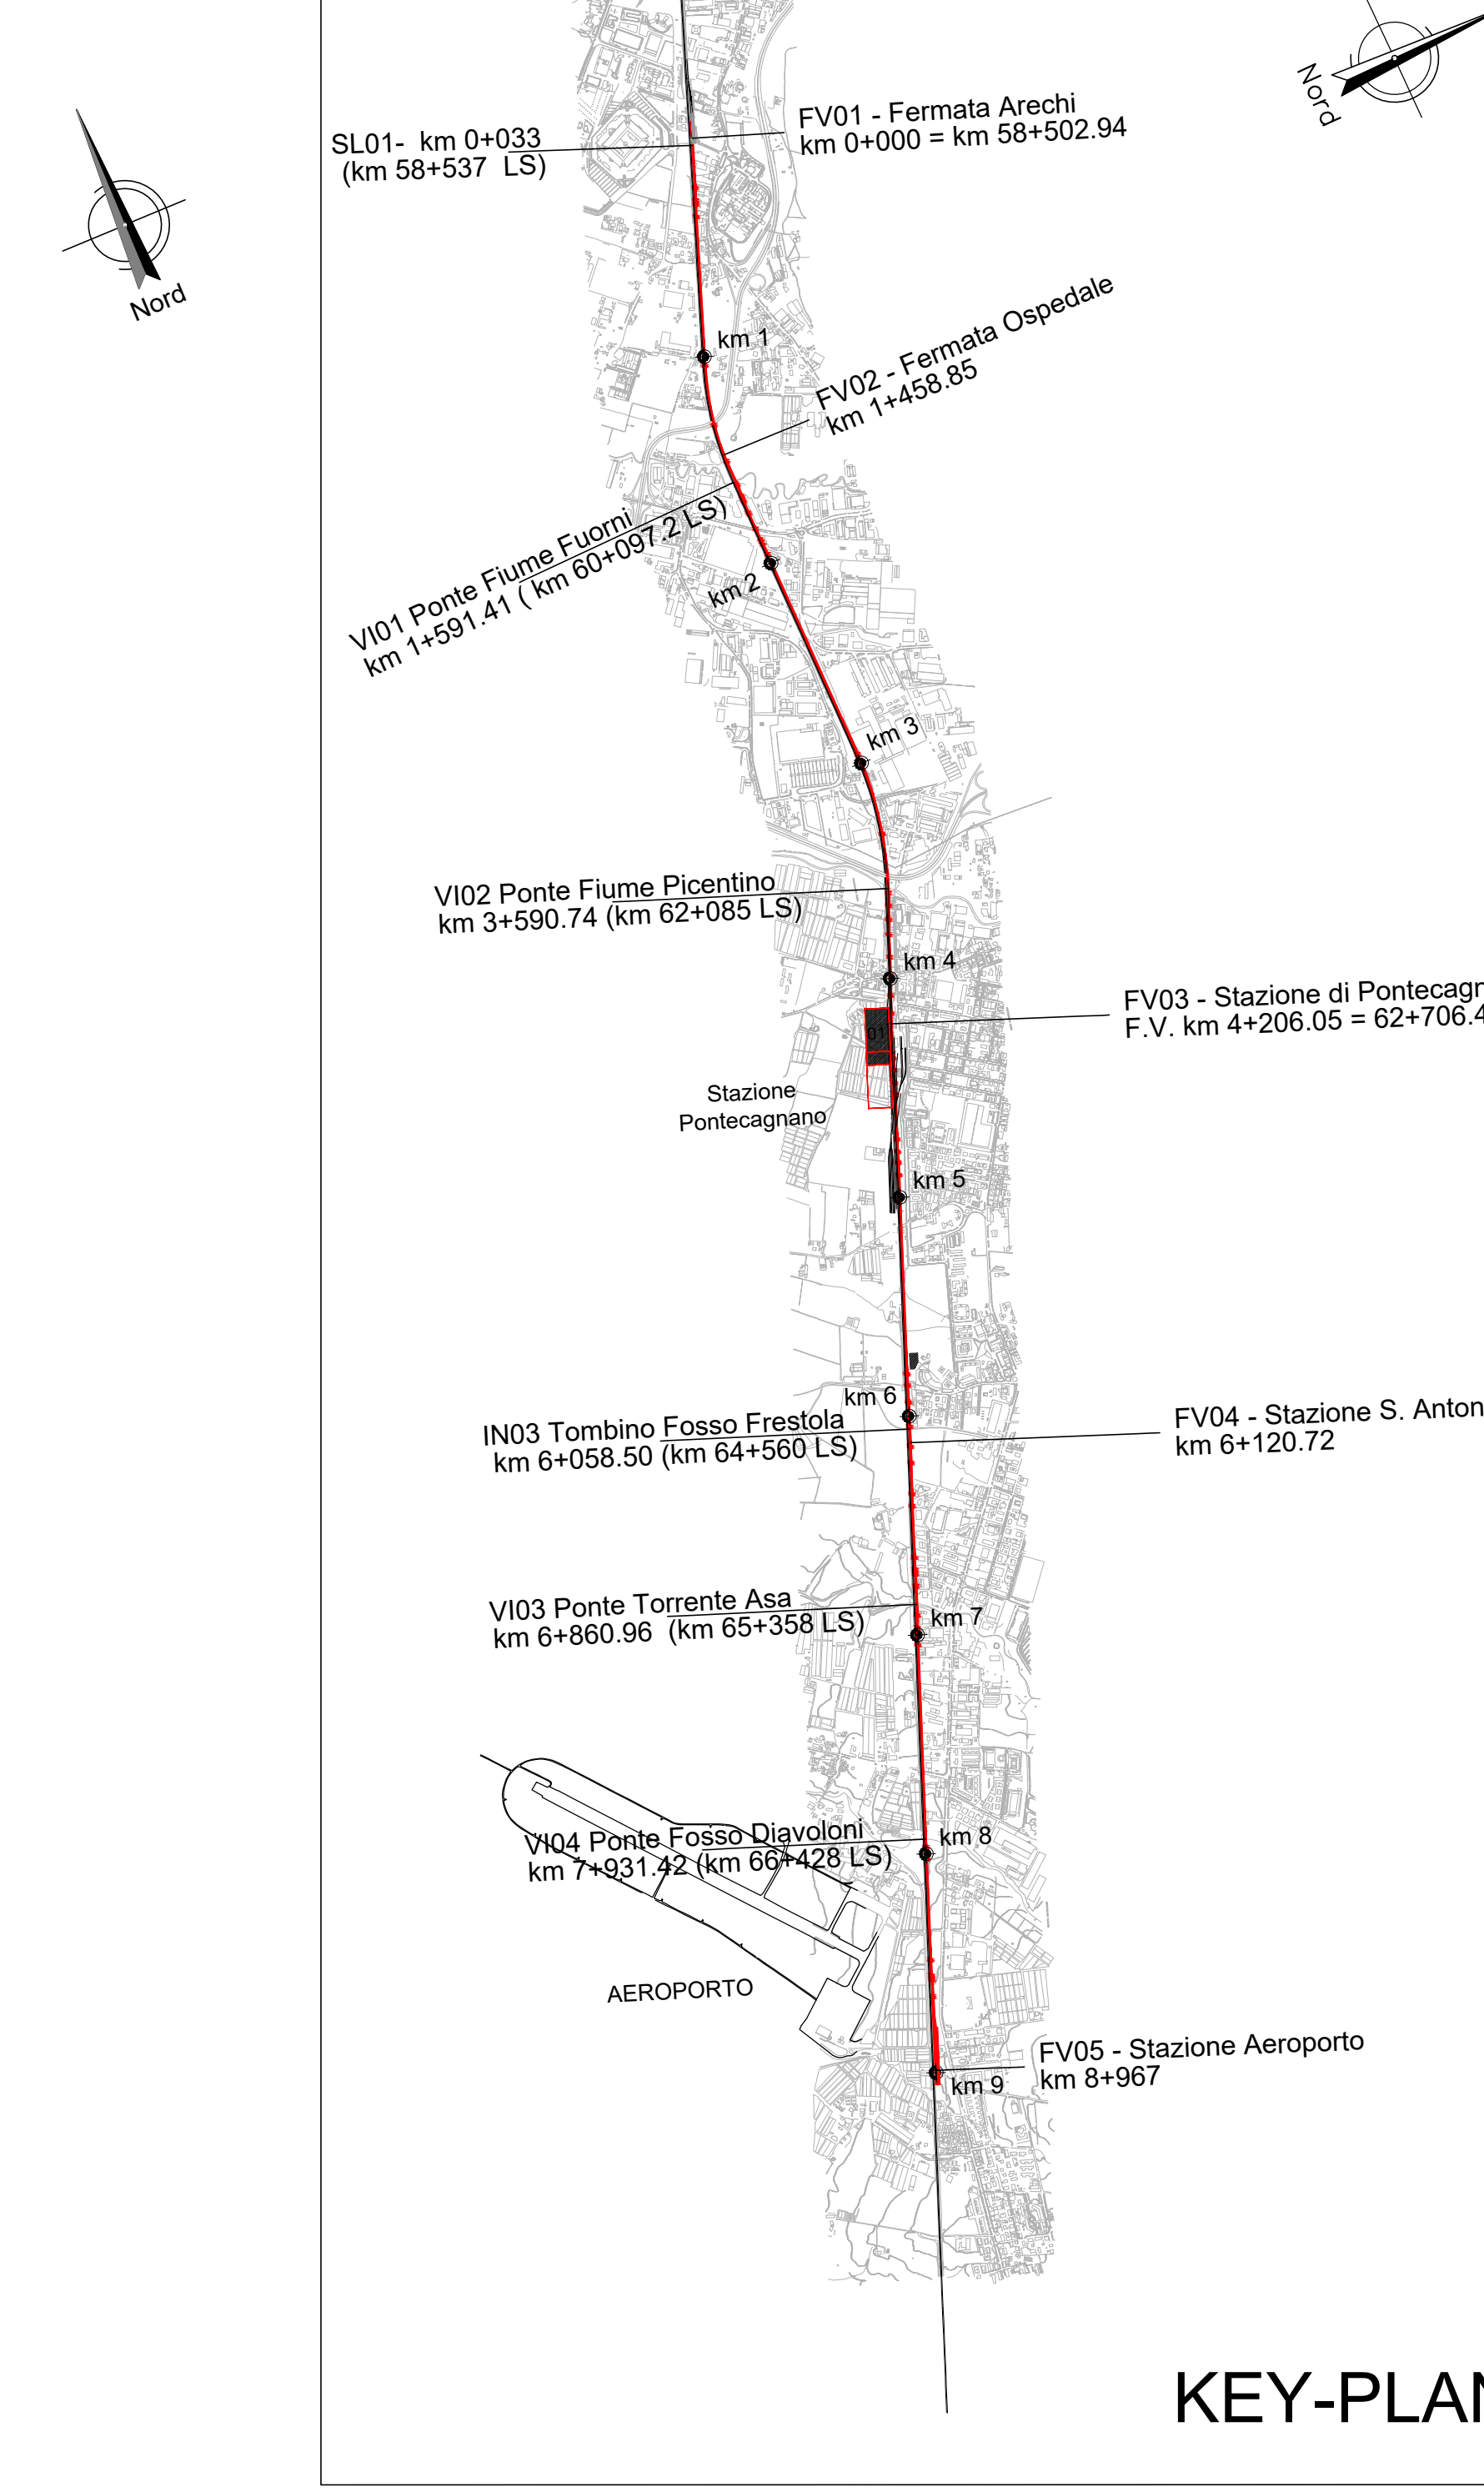 Nord
Nord
SL01- km 0+033
(km 58+537 LS)
FV01 - Fermata Arechi
km 0+000 = km 58+502.94
km 1
FV02 - Fermata Ospedale
km 1+458.85
VI01 Ponte Fiume Fuorni
km 1+591.41 ( km 60+097.2 LS)
km 2
km 3
VI02 Ponte Fiume Picentino
km 3+590.74 (km 62+085 LS)
km 4
FV03 - Stazione di Pontecagn
F.V. km 4+206.05 = 62+706.4
01
Stazione
Pontecagnano
km 5
km 6
IN03 Tombino Fosso Frestola
km 6+058.50 (km 64+560 LS)
FV04 - Stazione S. Anton
km 6+120.72
VI03 Ponte Torrente Asa
km 6+860.96 (km 65+358 LS)
km 7
VI04 Ponte Fosso Diavoloni
km 7+931.42 (km 66+428 LS)
km 8
AEROPORTO
FV05 - Stazione Aeroporto
km 8+967
km 9
KEY-PLAN